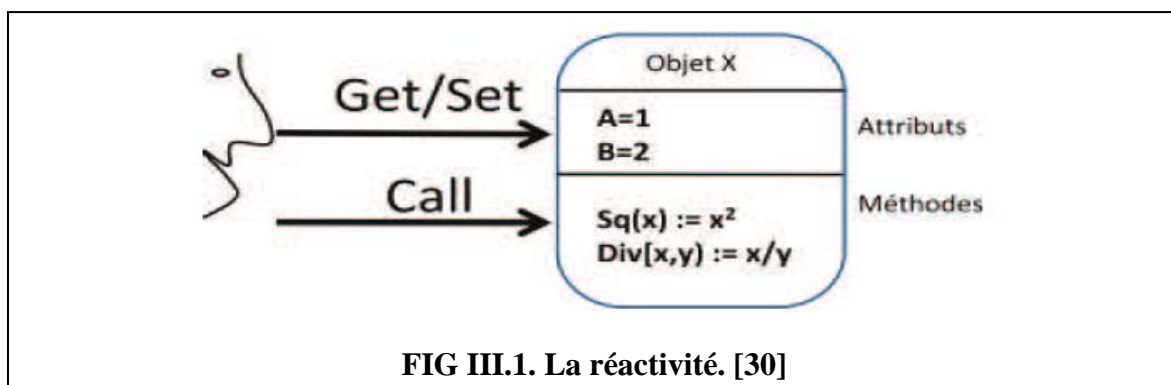 Objet X
Get/Set
A=1
B=2
Attributs
Call
Sq(x) := x²
Div[x,y) := x/y
Méthodes
FIG III.1. La réactivité. [30]